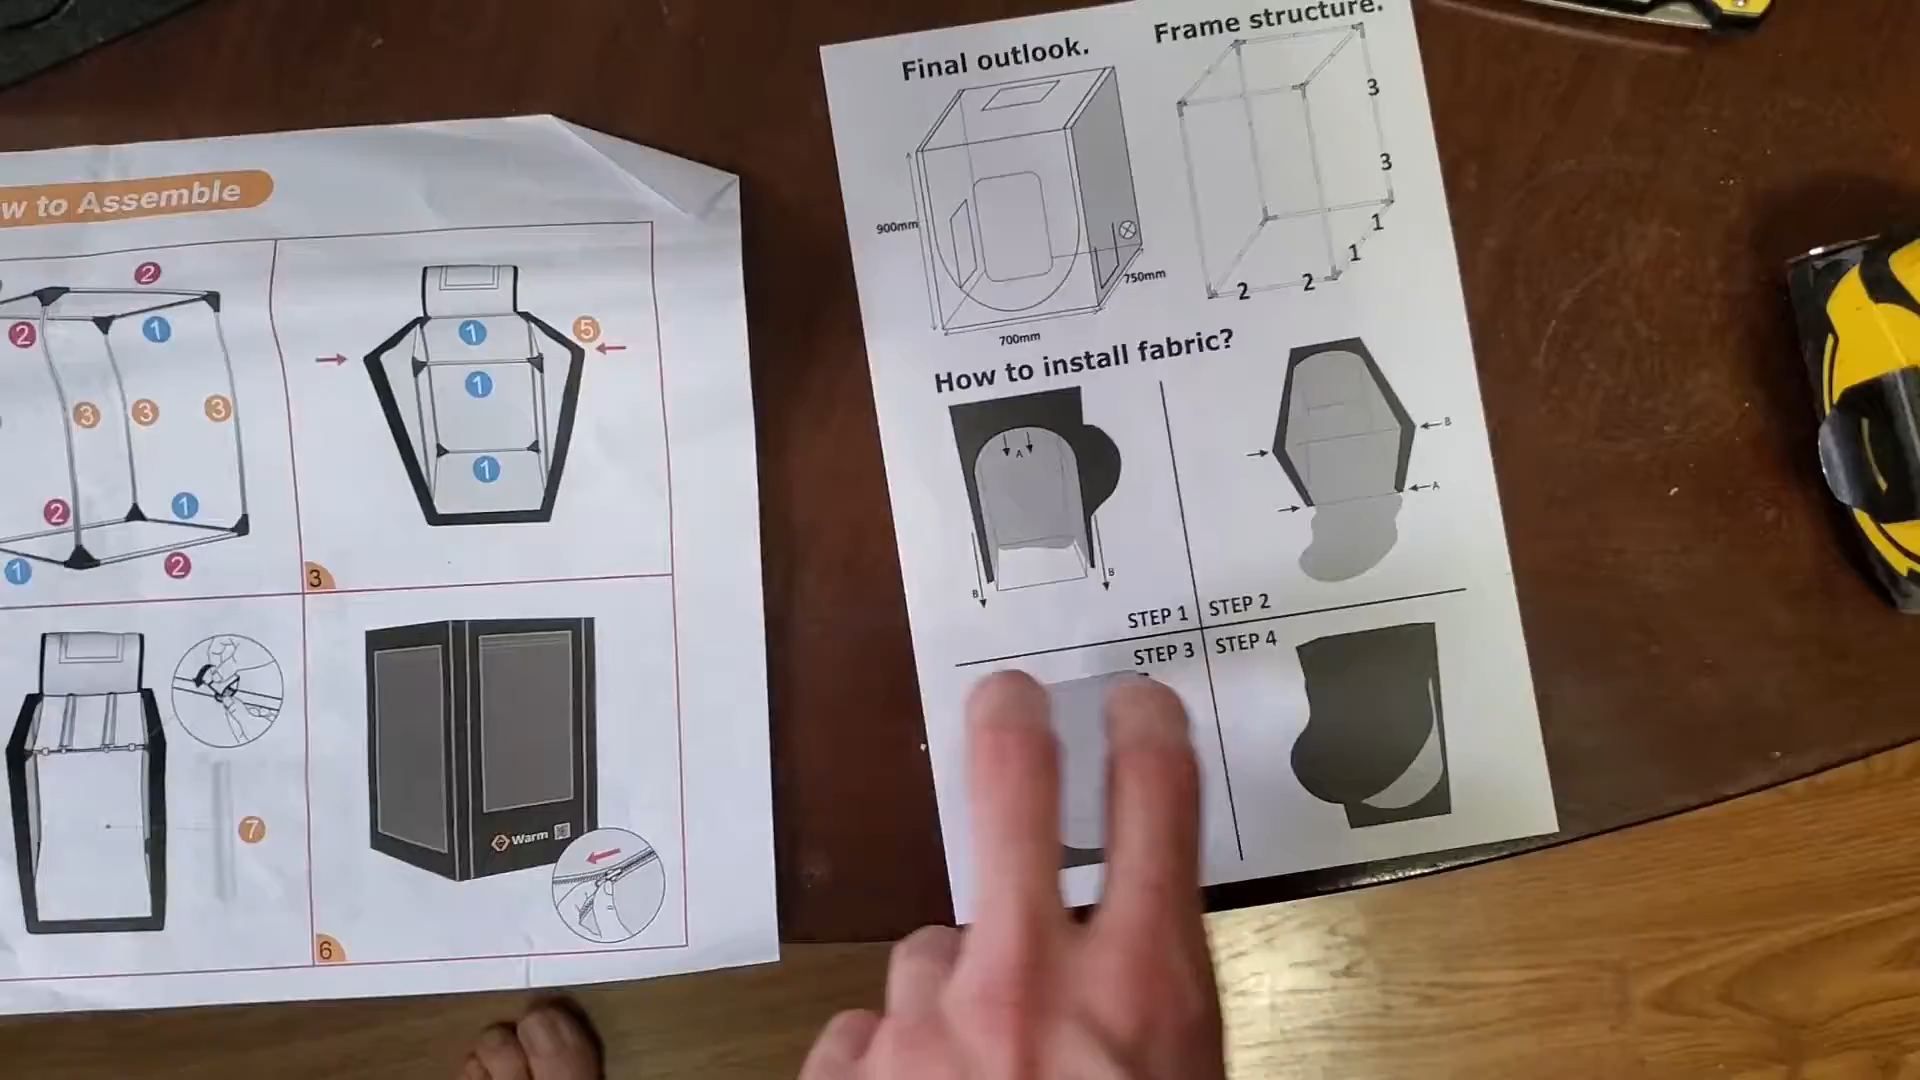 w to Assemble
2
2
1
3
3
3
2
1
1
2
1
5
1
1
3
7
Warm
6
Final outlook.
900mm
750mm
700mm
Frame structure.
3
3
1
1
2
2
How to install fabric?
A
B
B
STEP 1
B
A
STEP 2
STEP 3
STEP 4